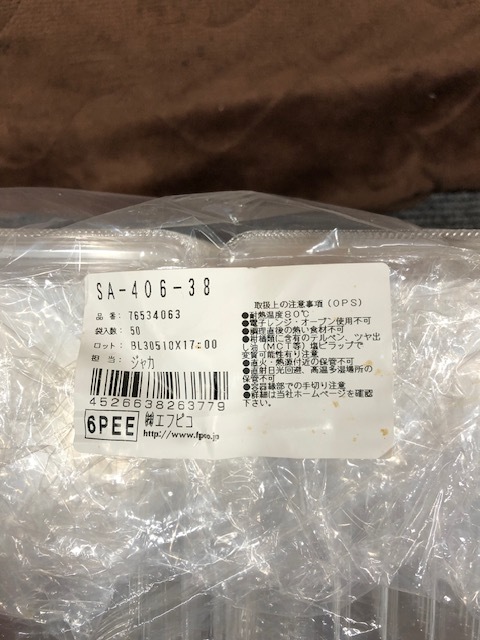 SA-406-38
品番: 76534063
袋入数: 50
ロット: BL30510X17:00
担当: ジャカ
4526638263779
6PEE
㈱エフピコ
http://www.fpco.jp
取扱上の注意事項(OPS)
●耐熱温度80℃
●電子レンジ・オーブン使用不可
●調理直後の熱い食材不可
●柑橘類に含有のテルペン、ツヤ出
し油(MCT等)塩ビラップで
変質可能性有り注意
●直火・熱源付近の保管不可
●直射日光回避、高温多湿場所の
保管不可
●容器縁部での手切り注意
●詳細は当社ホームページを確認
下さい。